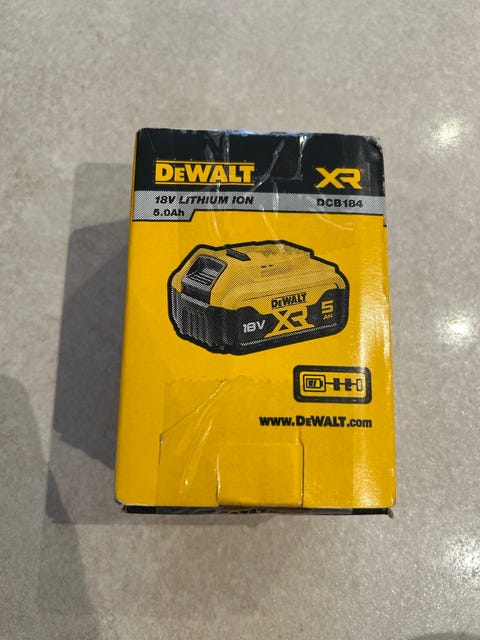 DEWALT XR
18V LITHIUM ION DCB184
5.0Ah
DEWALT
18V XR 5
AH
www.DEWALT.com